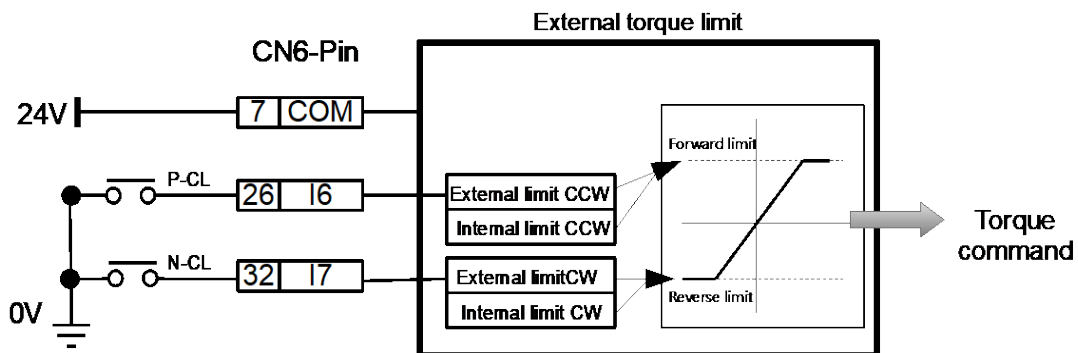 External torque limit
CN6-Pin
24V
7 COM
Forward limit
P-CL
26 I6
External limit CCW
Internal limit CCW
Torque
command
N-CL
32 I7
External limitCW
Internal limit CW
Reverse limit
0V